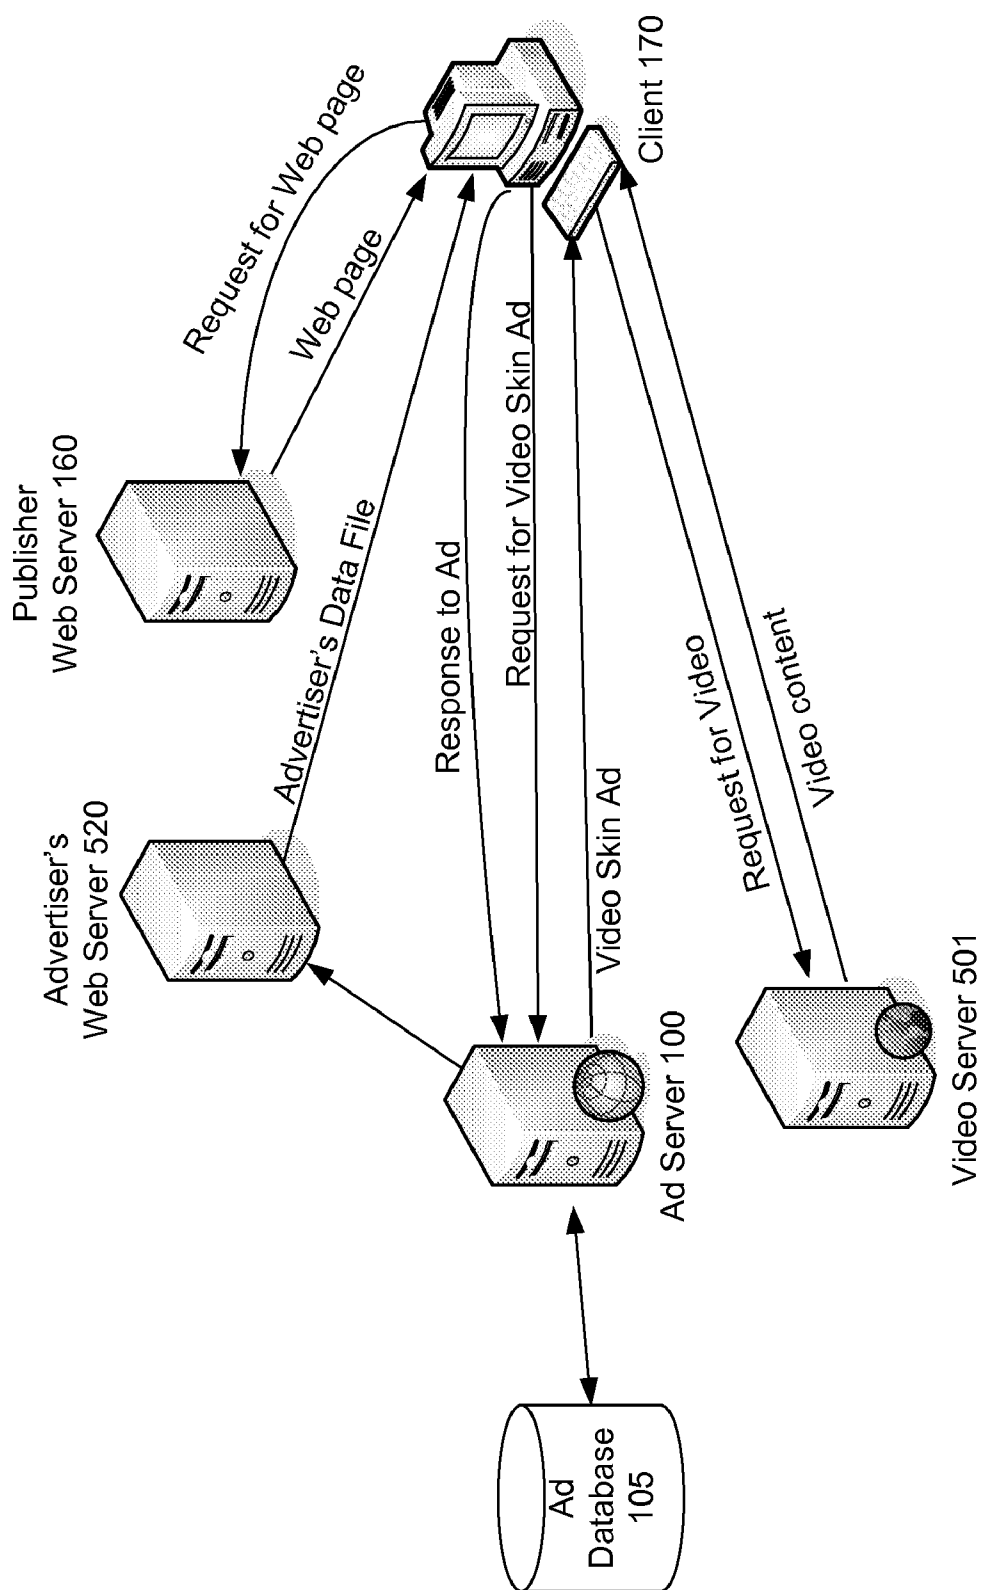 Publisher
Web Server 160
Request for Web page
Web page
Client 170
Advertiser's
Web Server 520
Advertiser's Data File
Response to Ad
Request for Video Skin Ad
Video Skin Ad
Ad Server 100
Ad
Database
105
Request for Video
Video content
Video Server 501